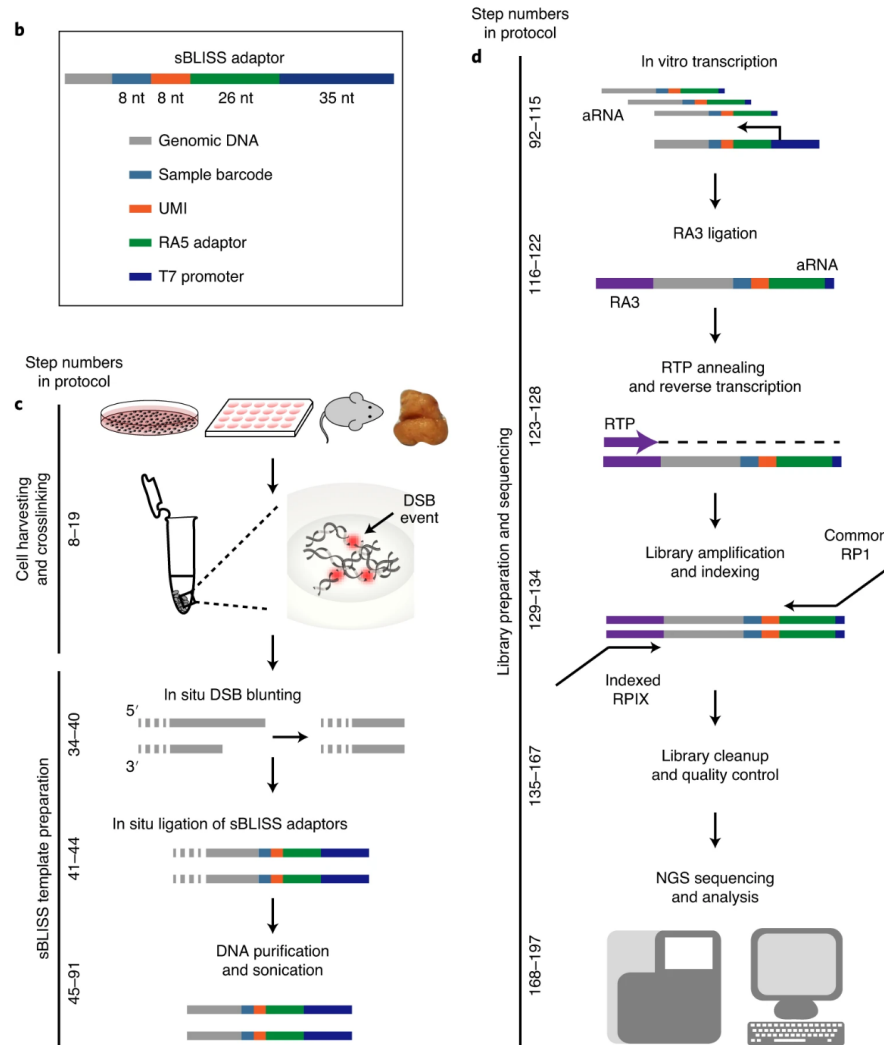 b
sBLISS adaptor
8 nt 8 nt 26 nt 35 nt
Genomic DNA
Sample barcode
UMI
RA5 adaptor
T7 promoter
Step numbers
in protocol
c
Cell harvesting
and crosslinking
8–19
DSB
event
sBLISS template preparation
34–40
In situ DSB blunting
5′
3′
41–44
In situ ligation of sBLISS adaptors
45–91
DNA purification
and sonication
Step numbers
in protocol
d
Library preparation and sequencing
92–115
In vitro transcription
aRNA
116–122
RA3 ligation
aRNA
RA3
123–128
RTP annealing
and reverse transcription
RTP
129–134
Library amplification
and indexing
Common
RP1
Indexed
RPIX
135–167
Library cleanup
and quality control
168–197
NGS sequencing
and analysis